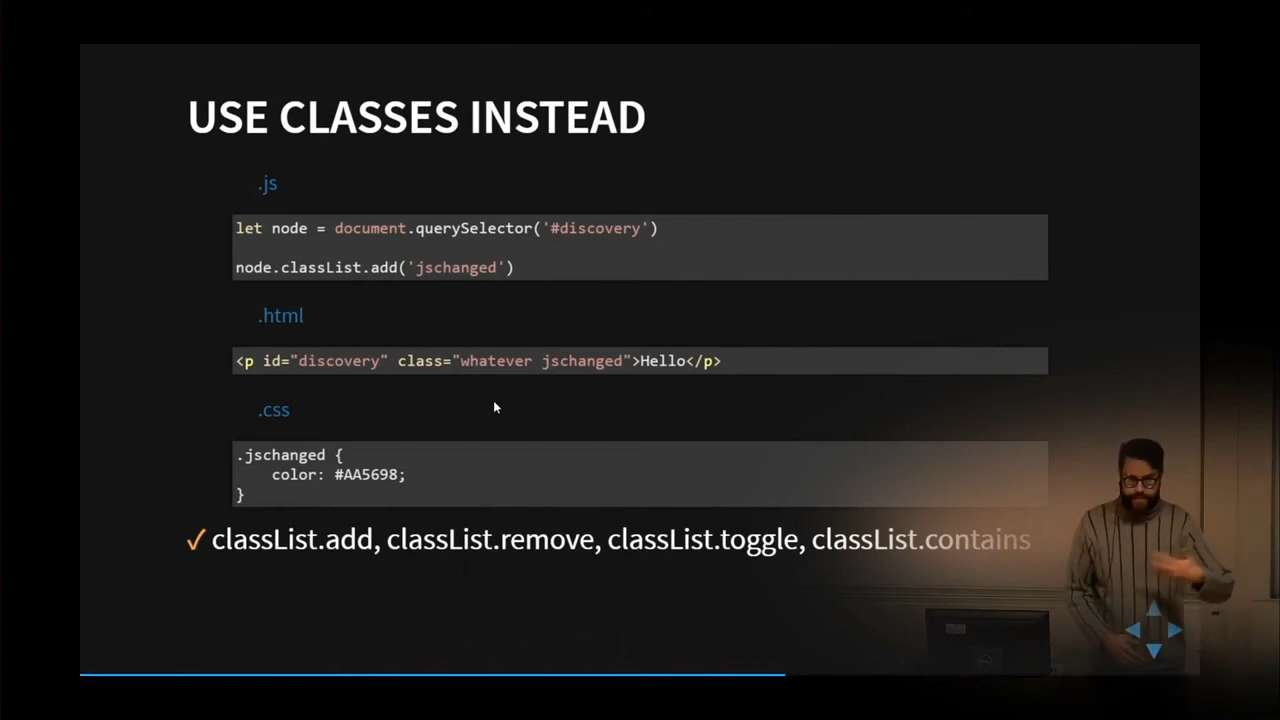 USE CLASSES INSTEAD
.js
let node = document.querySelector('#discovery')
node.classList.add('jschanged')
.html
<p id="discovery" class="whatever jschanged">Hello</p>
.css
.jschanged {
    color: #AA5698;
}
✓ classList.add, classList.remove, classList.toggle, classList.contains